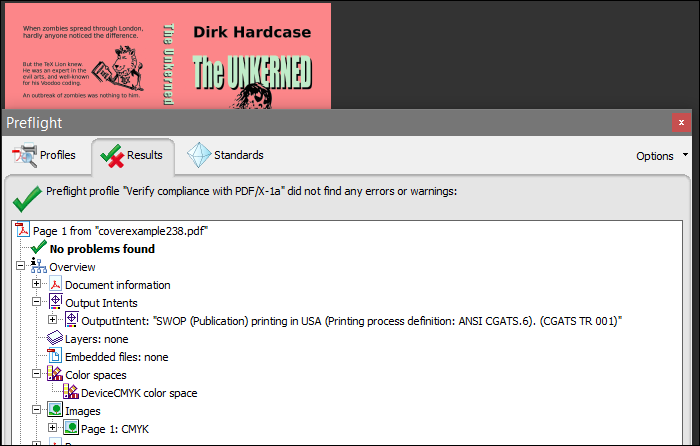 When zombies spread through London,
hardly anyone noticed the difference.
But the TeX Lion knew.
He was an expert in the
evil arts, and well-known
for his Voodoo coding.
An outbreak of zombies was nothing to him.
The Unkerned
Dirk Hardcase
The UNKERNED
Preflight
x
Profiles
Results
Standards
Options
Preflight profile "Verify compliance with PDF/X-1a" did not find any errors or warnings:
Page 1 from "coverexample238.pdf"
No problems found
Overview
Document information
Output Intents
OutputIntent: "SWOP (Publication) printing in USA (Printing process definition: ANSI CGATS.6). (CGATS TR 001)"
Layers: none
Embedded files: none
Color spaces
DeviceCMYK color space
Images
Page 1: CMYK